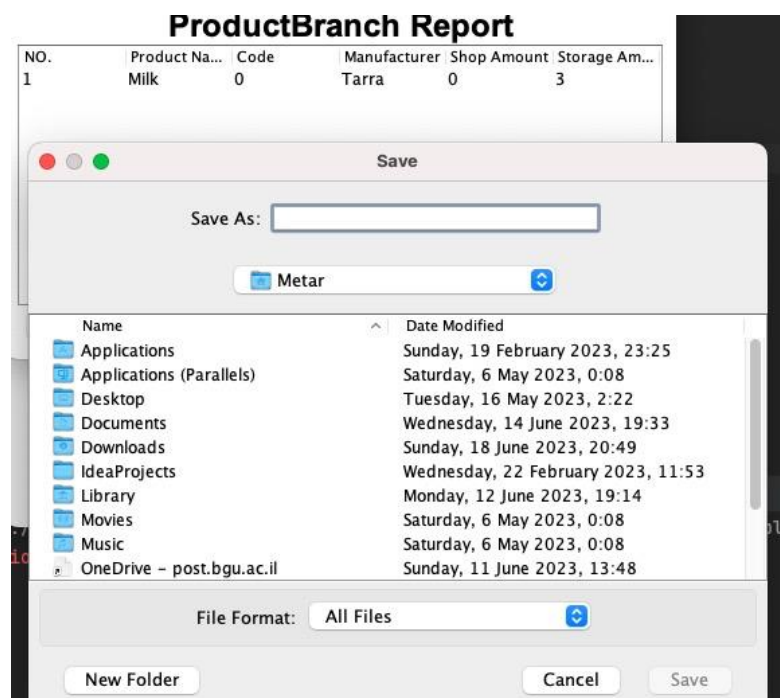 ProductBranch Report
NO. Product Na... Code Manufacturer Shop Amount Storage Am...
1 Milk 0 Tarra 0 3
Save
Save As:
Metar
Name Date Modified
Applications Sunday, 19 February 2023, 23:25
Applications (Parallels) Saturday, 6 May 2023, 0:08
Desktop Tuesday, 16 May 2023, 2:22
Documents Wednesday, 14 June 2023, 19:33
Downloads Sunday, 18 June 2023, 20:49
IdeaProjects Wednesday, 22 February 2023, 11:53
Library Monday, 12 June 2023, 19:14
Movies Saturday, 6 May 2023, 0:08
Music Saturday, 6 May 2023, 0:08
OneDrive – post.bgu.ac.il Sunday, 11 June 2023, 13:48
File Format: All Files
New Folder Cancel Save